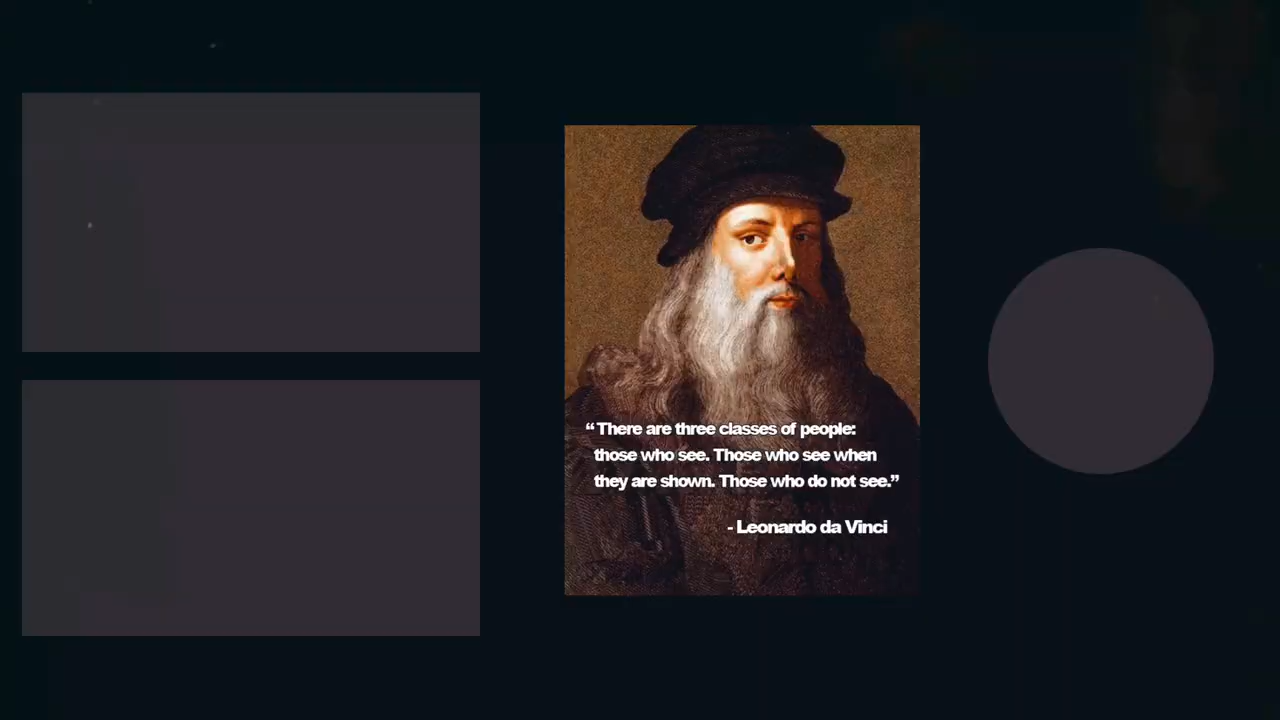 “There are three classes of people:
those who see. Those who see when
they are shown. Those who do not see.”
- Leonardo da Vinci